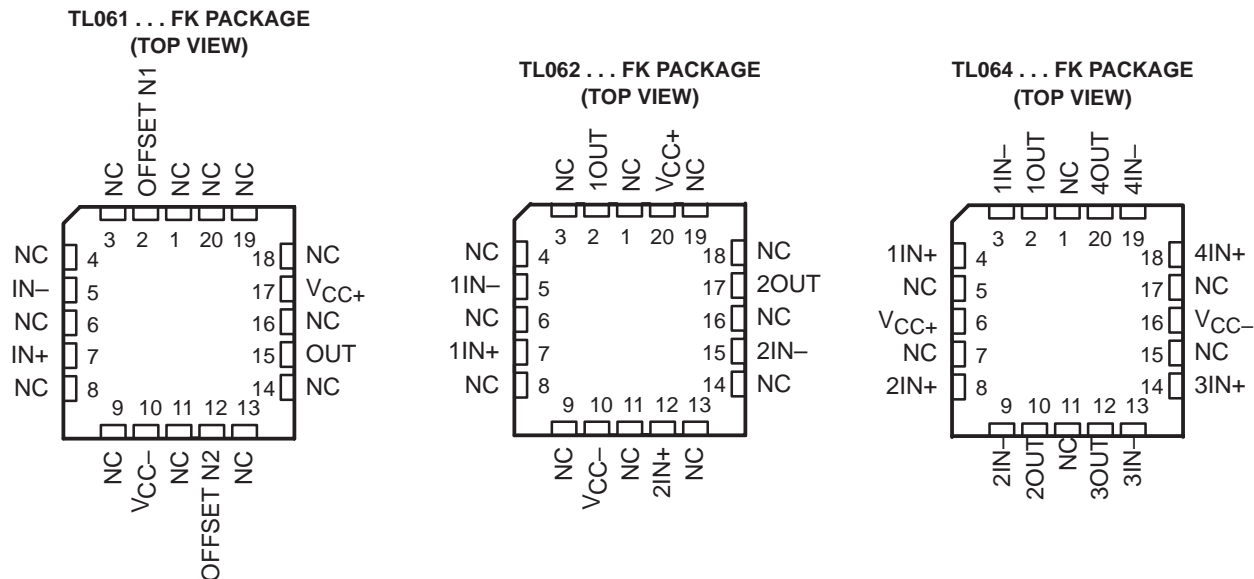 TL061 . . . FK PACKAGE
(TOP VIEW)
NC
OFFSET N1
NC
NC
NC
3 2 1 20 19
NC 4 18 NC
IN– 5 17 VCC+
NC 6 16 NC
IN+ 7 15 OUT
NC 8 14 NC
9 10 11 12 13
NC
VCC–
NC
OFFSET N2
NC
TL062 . . . FK PACKAGE
(TOP VIEW)
NC
1OUT
NC
VCC+
NC
3 2 1 20 19
NC 4 18 NC
1IN– 5 17 2OUT
NC 6 16 NC
1IN+ 7 15 2IN–
NC 8 14 NC
9 10 11 12 13
NC
VCC–
NC
2IN+
NC
TL064 . . . FK PACKAGE
(TOP VIEW)
1IN–
1OUT
NC
4OUT
4IN–
3 2 1 20 19
1IN+ 4 18 4IN+
NC 5 17 NC
VCC+ 6 16 VCC–
NC 7 15 NC
2IN+ 8 14 3IN+
9 10 11 12 13
2IN–
2OUT
NC
3OUT
3IN–